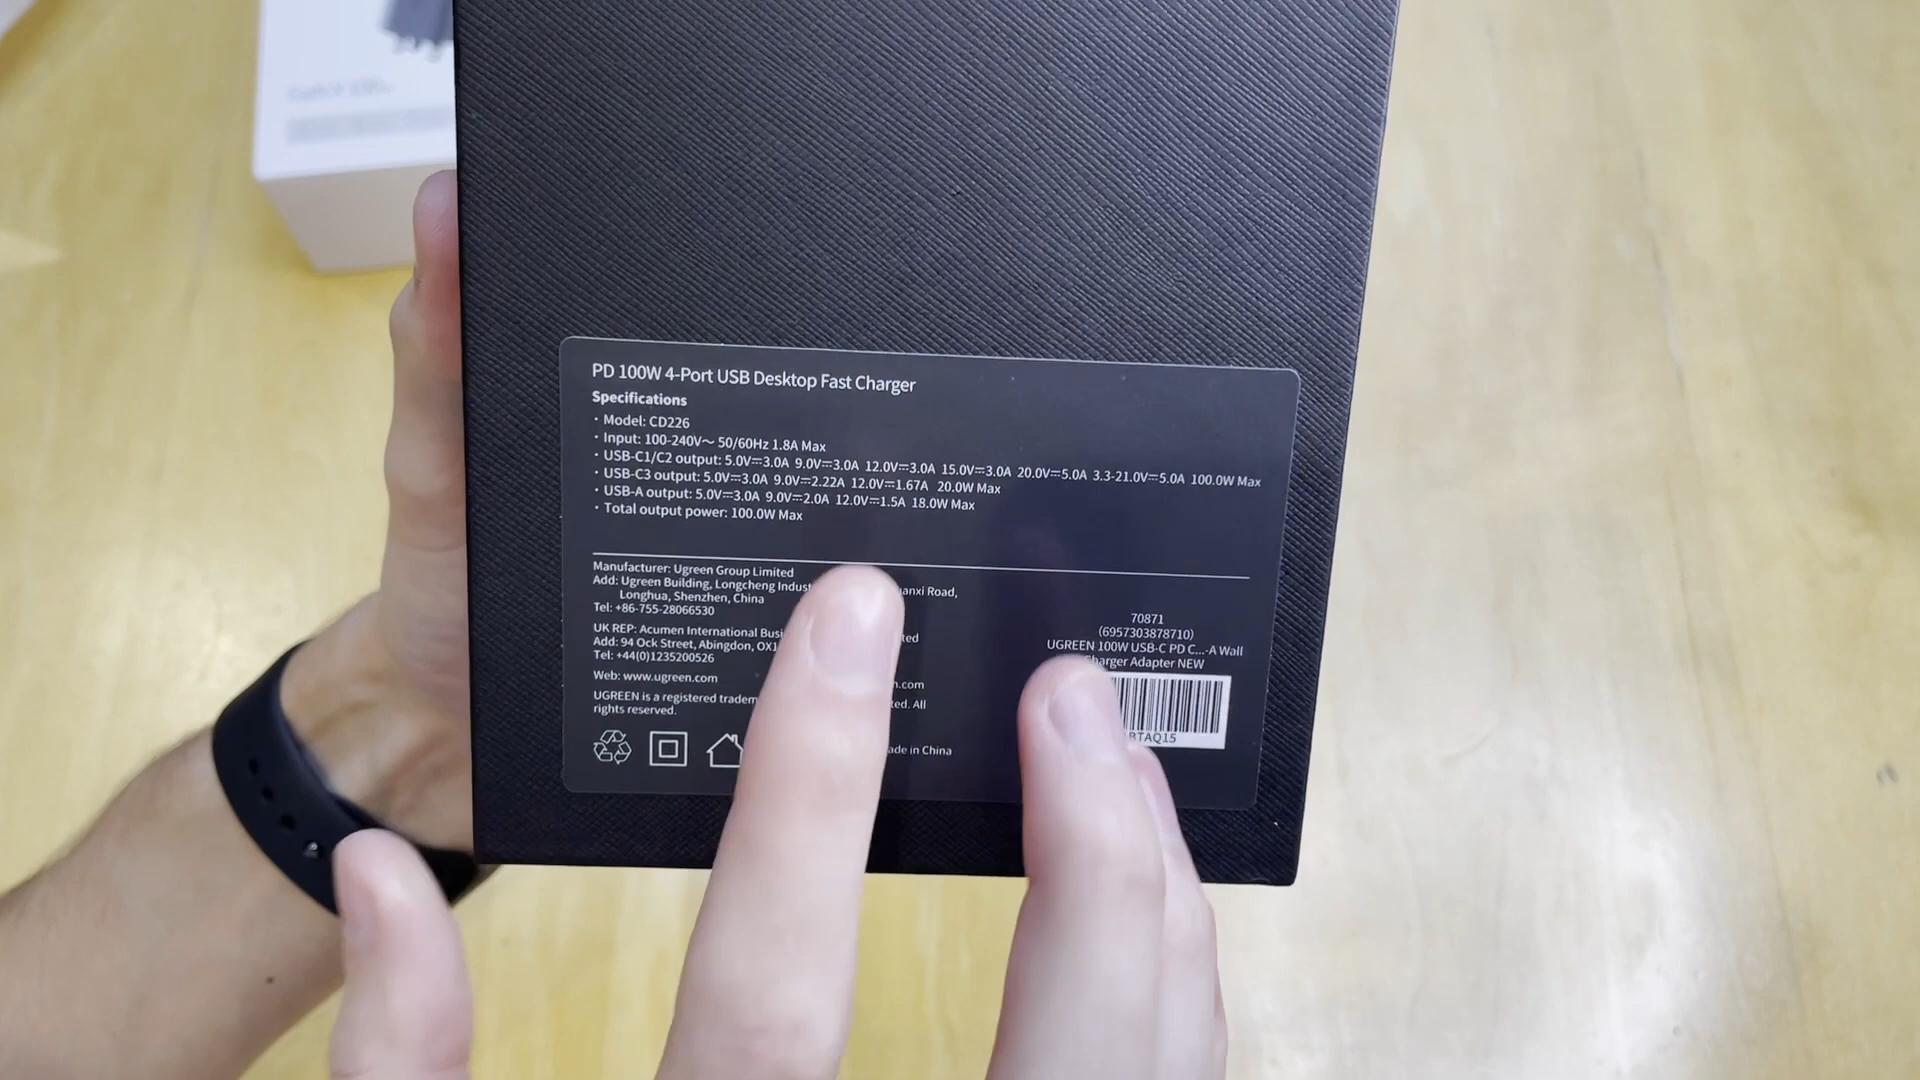 PD 100W 4-Port USB Desktop Fast Charger
Specifications
· Model: CD226
· Input: 100-240V～ 50/60Hz 1.8A Max
· USB-C1/C2 output: 5.0V⎓3.0A 9.0V⎓3.0A 12.0V⎓3.0A 15.0V⎓3.0A 20.0V⎓5.0A 3.3-21.0V⎓5.0A 100.0W Max
· USB-C3 output: 5.0V⎓3.0A 9.0V⎓2.22A 12.0V⎓1.67A 20.0W Max
· USB-A output: 5.0V⎓3.0A 9.0V⎓2.0A 12.0V⎓1.5A 18.0W Max
· Total output power: 100.0W Max
Manufacturer: Ugreen Group Limited
Add: Ugreen Building, Longcheng Road,
Longhua, Shenzhen, China
Tel: +86-755-28066530
UK REP: Acumen International
Add: 94 Ock Street, Abingdon,
Tel: +44(0)1235200526
Web: www.ugreen.com
UGREEN is a registered All
rights reserved.
in China
70871
(6957303878710)
UGREEN 100W USB-C PD C...-A Wall
Charger Adapter NEW